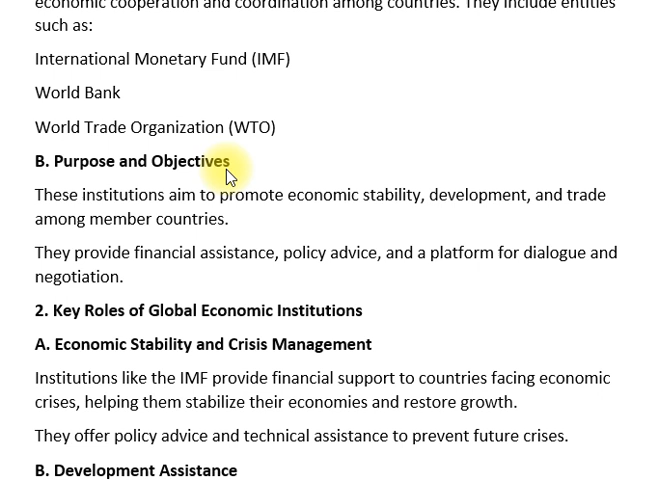 economic cooperation and coordination among countries. They include entities
such as:
International Monetary Fund (IMF)
World Bank
World Trade Organization (WTO)
B. Purpose and Objectives
These institutions aim to promote economic stability, development, and trade
among member countries.
They provide financial assistance, policy advice, and a platform for dialogue and
negotiation.
2. Key Roles of Global Economic Institutions
A. Economic Stability and Crisis Management
Institutions like the IMF provide financial support to countries facing economic
crises, helping them stabilize their economies and restore growth.
They offer policy advice and technical assistance to prevent future crises.
B. Development Assistance